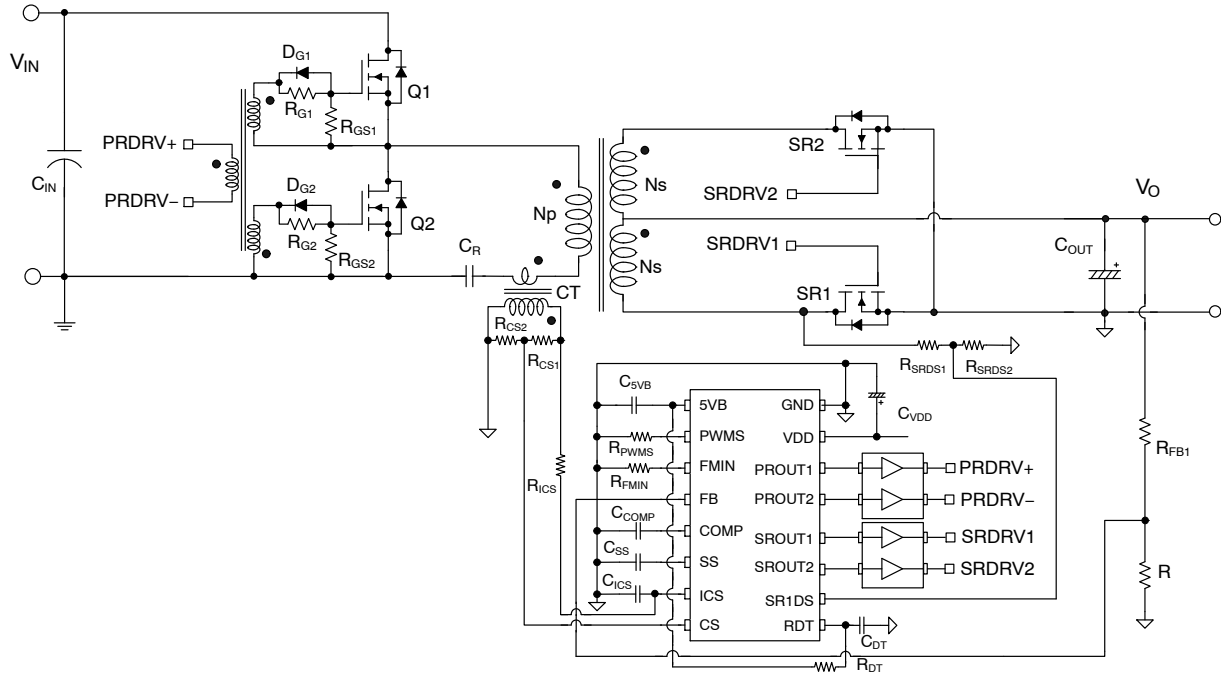 V_IN
C_IN
PRDRV+
PRDRV−
D_G1
R_G1
R_GS1
Q1
D_G2
R_G2
R_GS2
Q2
C_R
CT
Np
Ns
Ns
SR2
SRDRV2
SRDRV1
SR1
V_O
C_OUT
+
R_CS2
R_CS1
R_SRDS1
R_SRDS2
R_ICS
C_5VB
R_PWMS
R_FMIN
C_COMP
C_SS
C_ICS
5VB
PWMS
FMIN
FB
COMP
SS
ICS
CS
GND
VDD
PROUT1
PROUT2
SROUT1
SROUT2
SR1DS
RDT
+
C_VDD
PRDRV+
PRDRV−
SRDRV1
SRDRV2
C_DT
R_DT
R_FB1
R